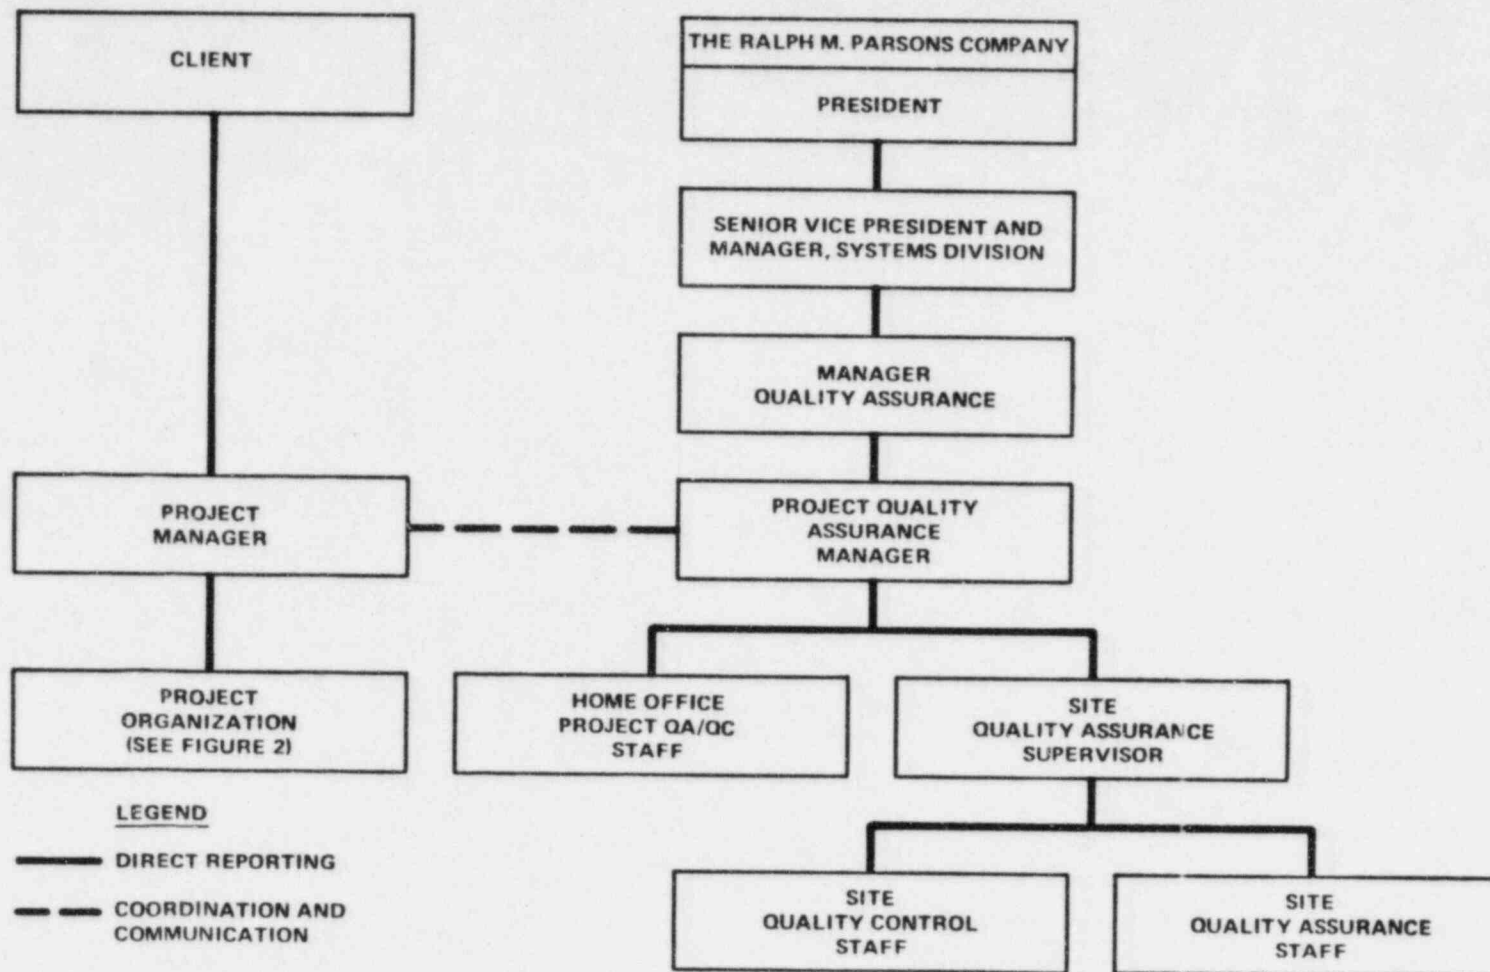 CLIENT
THE RALPH M. PARSONS COMPANY
PRESIDENT
SENIOR VICE PRESIDENT AND
MANAGER, SYSTEMS DIVISION
MANAGER
QUALITY ASSURANCE
PROJECT
MANAGER
PROJECT QUALITY
ASSURANCE
MANAGER
PROJECT
ORGANIZATION
(SEE FIGURE 2)
HOME OFFICE
PROJECT QA/QC
STAFF
SITE
QUALITY ASSURANCE
SUPERVISOR
LEGEND
DIRECT REPORTING
COORDINATION AND
COMMUNICATION
SITE
QUALITY CONTROL
STAFF
SITE
QUALITY ASSURANCE
STAFF